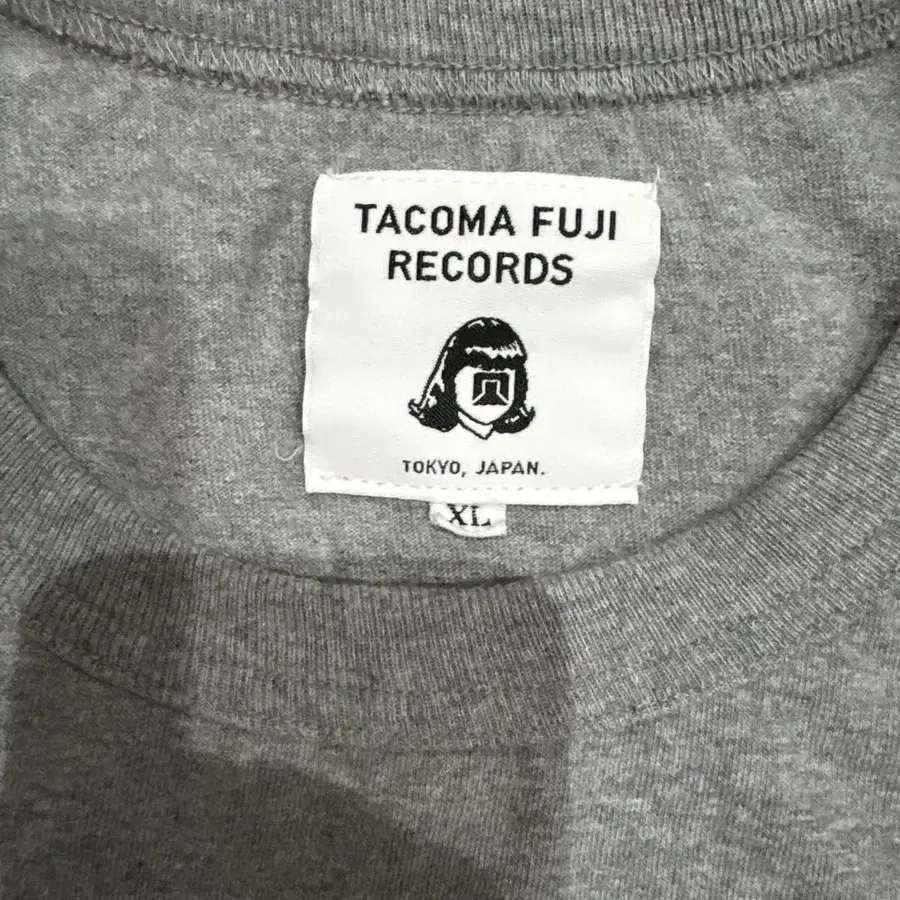 TACOMA FUJI
RECORDS
TOKYO, JAPAN.
XL